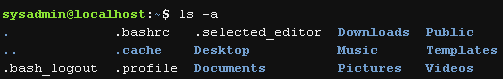 sysadmin@localhost:~$ ls -a
. .bashrc .selected_editor Downloads Public
.. .cache Desktop Music Templates
.bash_logout .profile Documents Pictures Videos